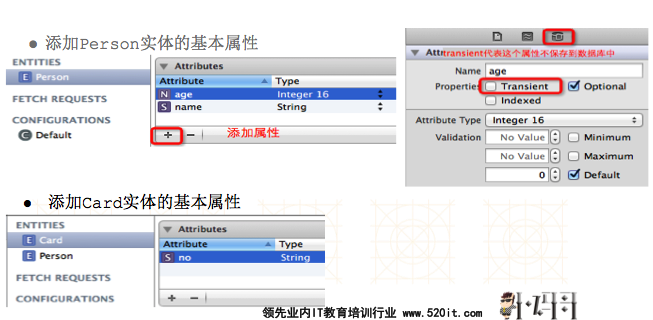 ● 添加Person实体的基本属性
ENTITIES
E Person
FETCH REQUESTS
CONFIGURATIONS
C Default
▼ Attributes
Attribute Type
N age Integer 16
S name String
+ − 添加属性
transient代表这个属性不保存到数据库中
Name age
Properties Transient Optional
Indexed
Attribute Type Integer 16
Validation No Value Minimum
No Value Maximum
0 Default
● 添加Card实体的基本属性
ENTITIES
E Card
E Person
FETCH REQUESTS
CONFIGURATIONS
▼ Attributes
Attribute Type
S no String
+ −
领先业内IT教育培训行业 www.520it.com
小码哥